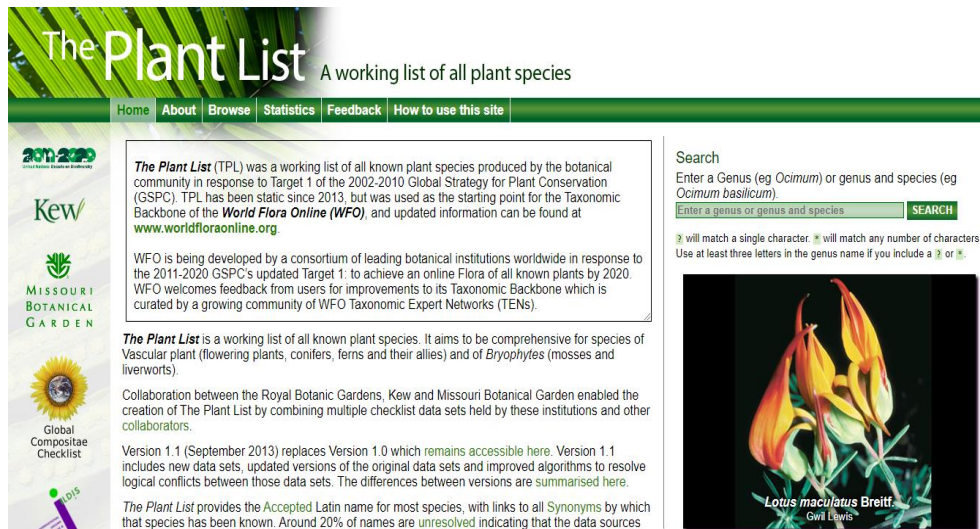 The Plant List A working list of all plant species
Home About Browse Statistics Feedback How to use this site
2011-2020
United Nations Decade on Biodiversity
Kew
MISSOURI
BOTANICAL
GARDEN
Global
Compositae
Checklist
ILDIS
The Plant List (TPL) was a working list of all known plant species produced by the botanical
community in response to Target 1 of the 2002-2010 Global Strategy for Plant Conservation
(GSPC). TPL has been static since 2013, but was used as the starting point for the Taxonomic
Backbone of the World Flora Online (WFO), and updated information can be found at
www.worldfloraonline.org.
WFO is being developed by a consortium of leading botanical institutions worldwide in response to
the 2011-2020 GSPC's updated Target 1: to achieve an online Flora of all known plants by 2020.
WFO welcomes feedback from users for improvements to its Taxonomic Backbone which is
curated by a growing community of WFO Taxonomic Expert Networks (TENs).
The Plant List is a working list of all known plant species. It aims to be comprehensive for species of
Vascular plant (flowering plants, conifers, ferns and their allies) and of Bryophytes (mosses and
liverworts).
Collaboration between the Royal Botanic Gardens, Kew and Missouri Botanical Garden enabled the
creation of The Plant List by combining multiple checklist data sets held by these institutions and other
collaborators.
Version 1.1 (September 2013) replaces Version 1.0 which remains accessible here. Version 1.1
includes new data sets, updated versions of the original data sets and improved algorithms to resolve
logical conflicts between those data sets. The differences between versions are summarised here.
The Plant List provides the Accepted Latin name for most species, with links to all Synonyms by which
that species has been known. Around 20% of names are unresolved indicating that the data sources
Search
Enter a Genus (eg Ocimum) or genus and species (eg
Ocimum basilicum).
Enter a genus or genus and species SEARCH
? will match a single character. * will match any number of characters
Use at least three letters in the genus name if you include a ? or *.
Lotus maculatus Breitf.
Gwil Lewis